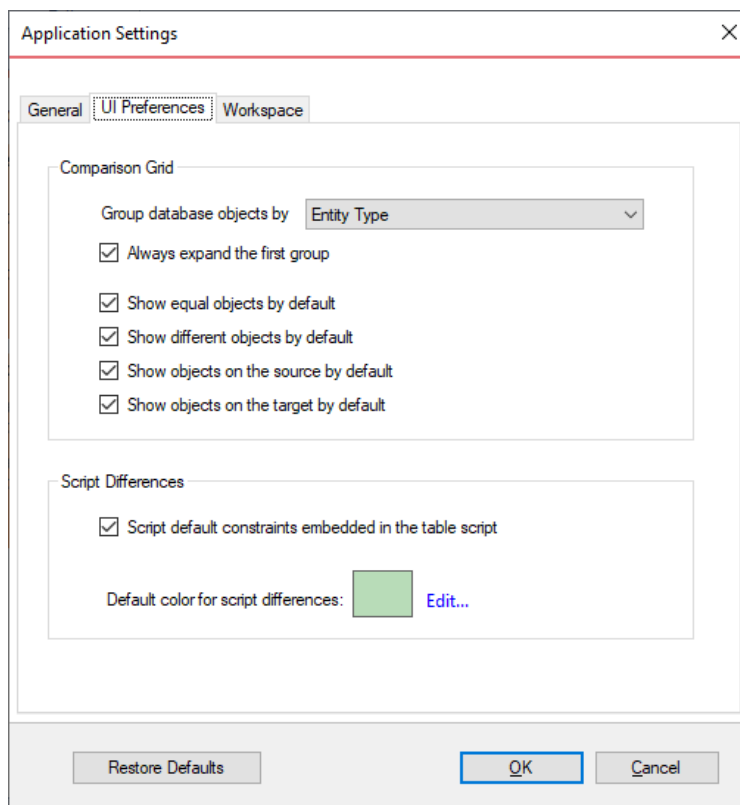 Application Settings
General UI Preferences Workspace
Comparison Grid
Group database objects by Entity Type
Always expand the first group
Show equal objects by default
Show different objects by default
Show objects on the source by default
Show objects on the target by default
Script Differences
Script default constraints embedded in the table script
Default color for script differences: Edit...
Restore Defaults OK Cancel